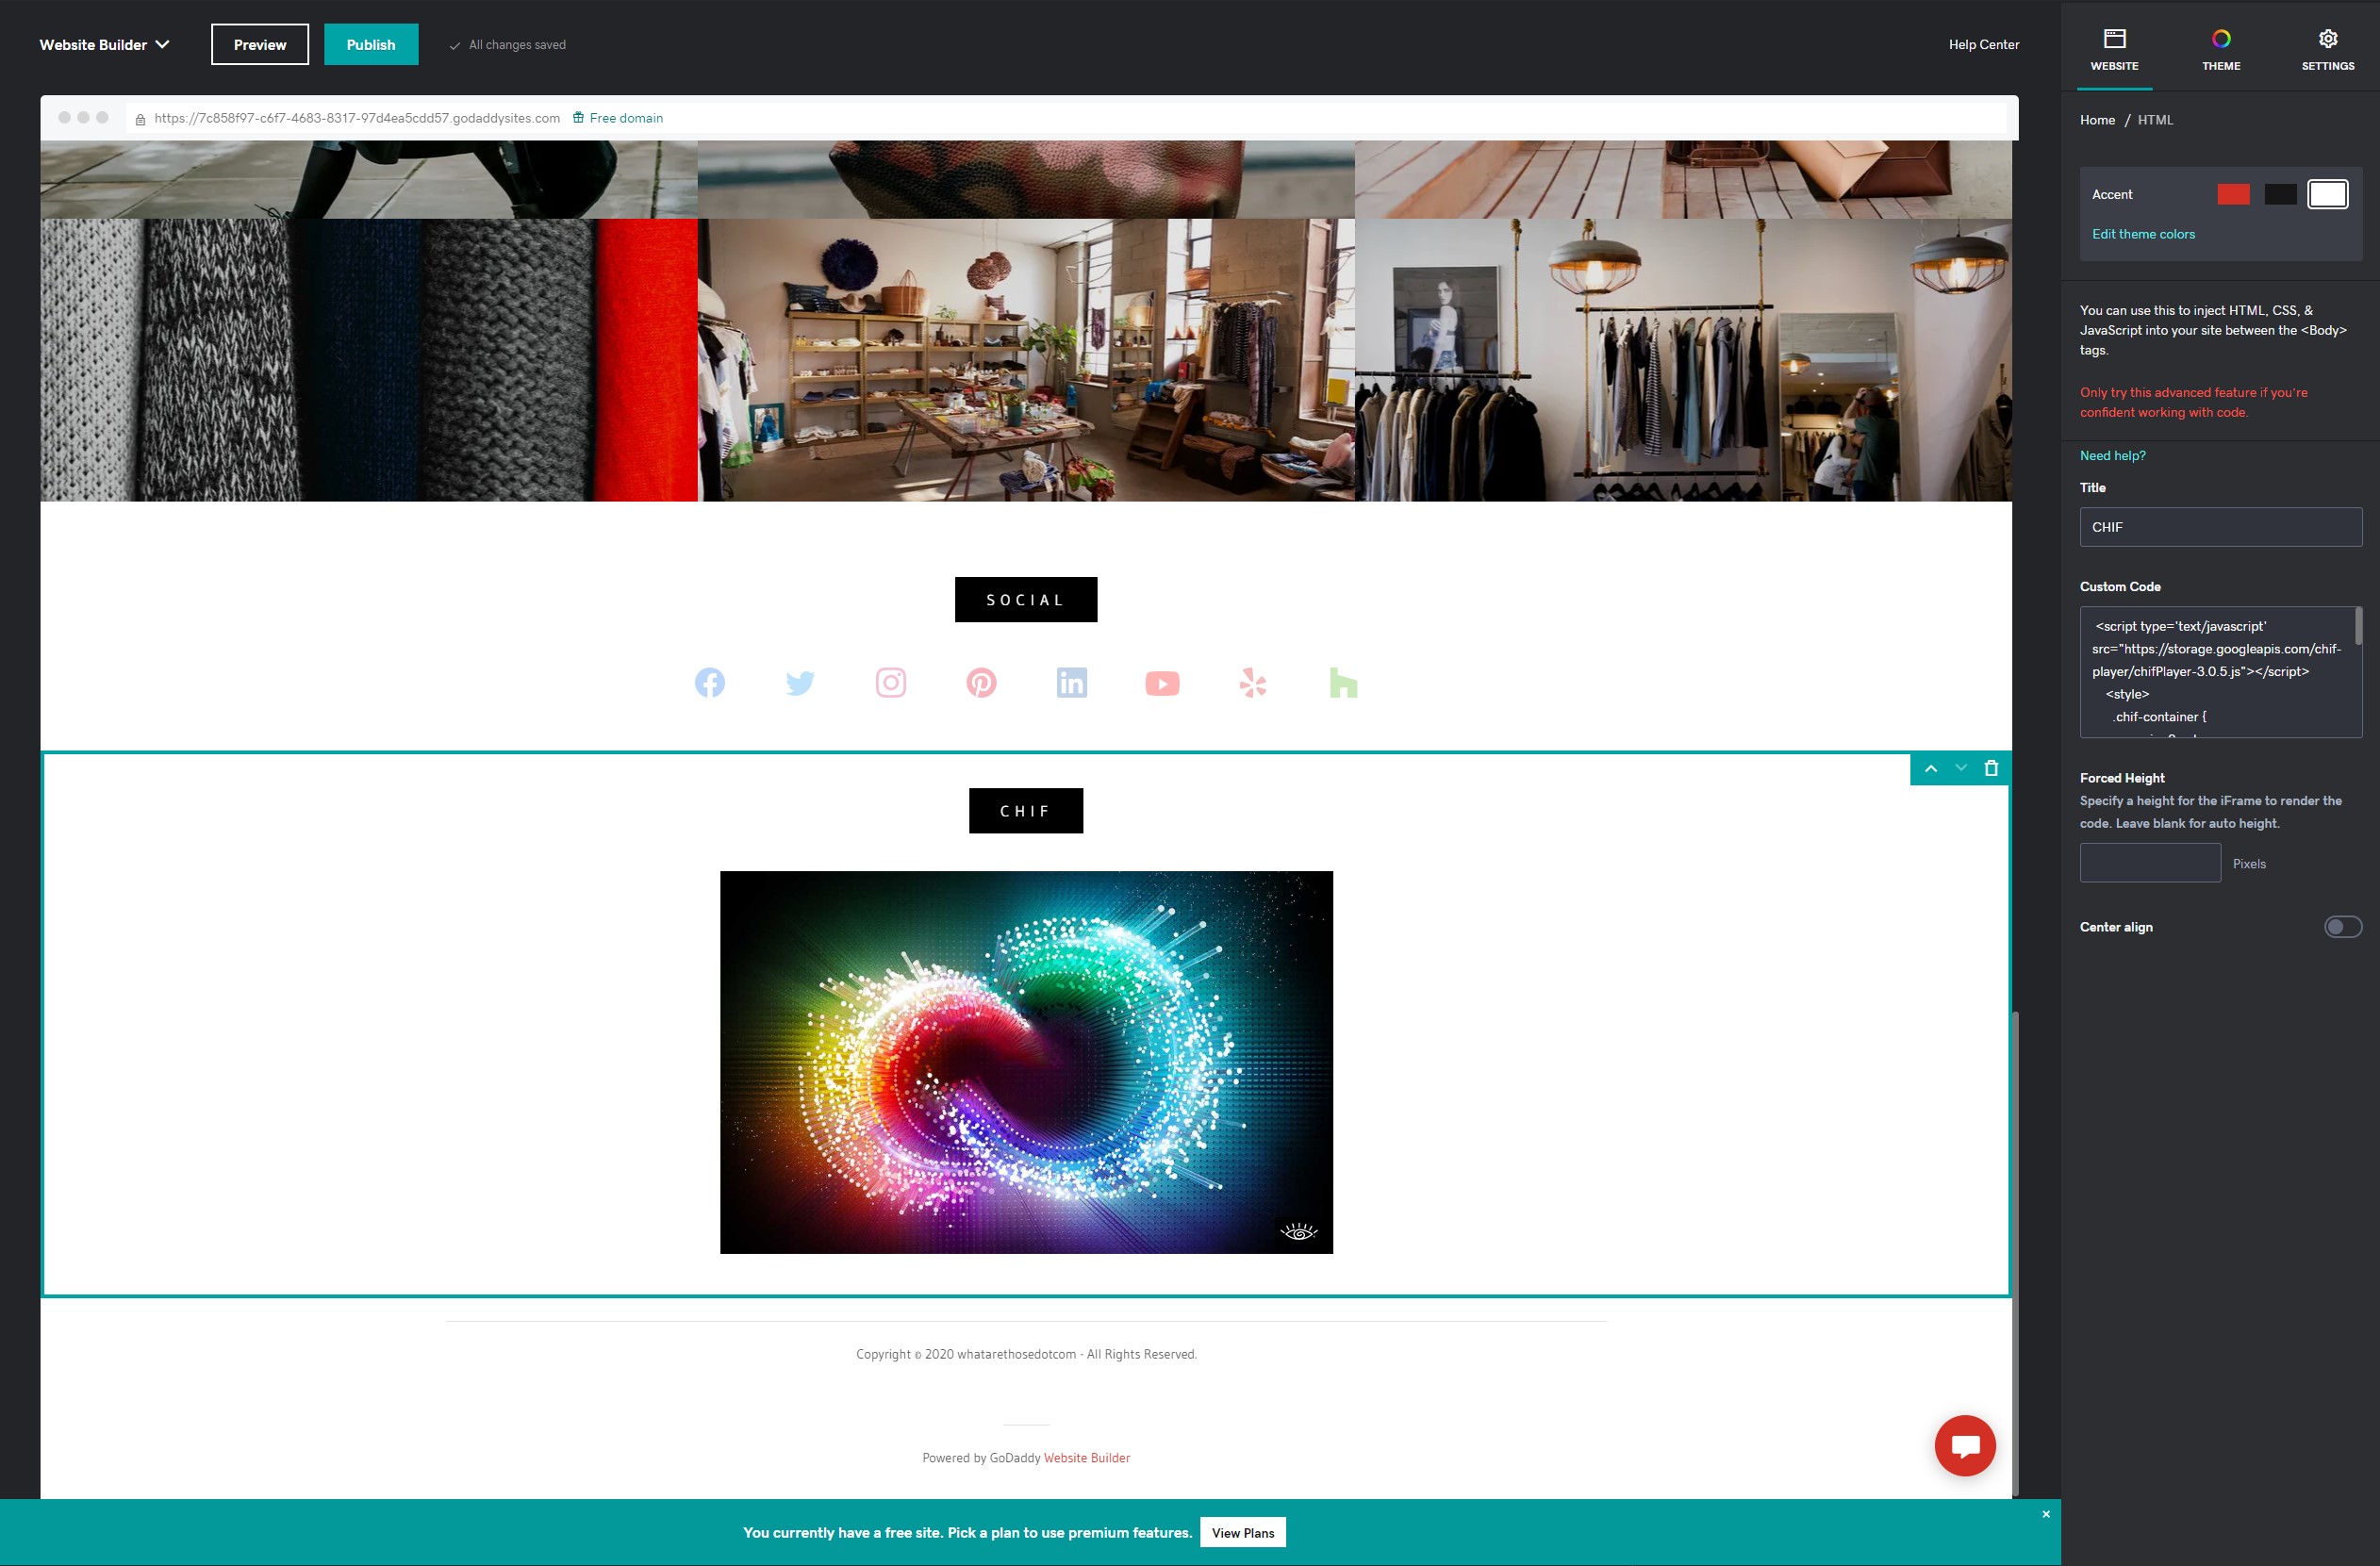 Website Builder
Preview
Publish
All changes saved
Help Center
WEBSITE
THEME
SETTINGS
https://7c858f97-c6f7-4683-8317-97d4ea5cdd57.godaddysites.com
Free domain
Home / HTML
Accent
Edit theme colors
You can use this to inject HTML, CSS, &
JavaScript into your site between the <Body>
tags.
Only try this advanced feature if you're
confident working with code.
Need help?
Title
CHIF
Custom Code
<script type='text/javascript'
src="https://storage.googleapis.com/chif-
player/chifPlayer-3.0.5.js"></script>
<style>
.chif-container {
Forced Height
Specify a height for the iFrame to render the
code. Leave blank for auto height.
Pixels
Center align
SOCIAL
in
CHIF
Copyright © 2020 whatarethosedotcom - All Rights Reserved.
Powered by GoDaddy Website Builder
You currently have a free site. Pick a plan to use premium features.
View Plans